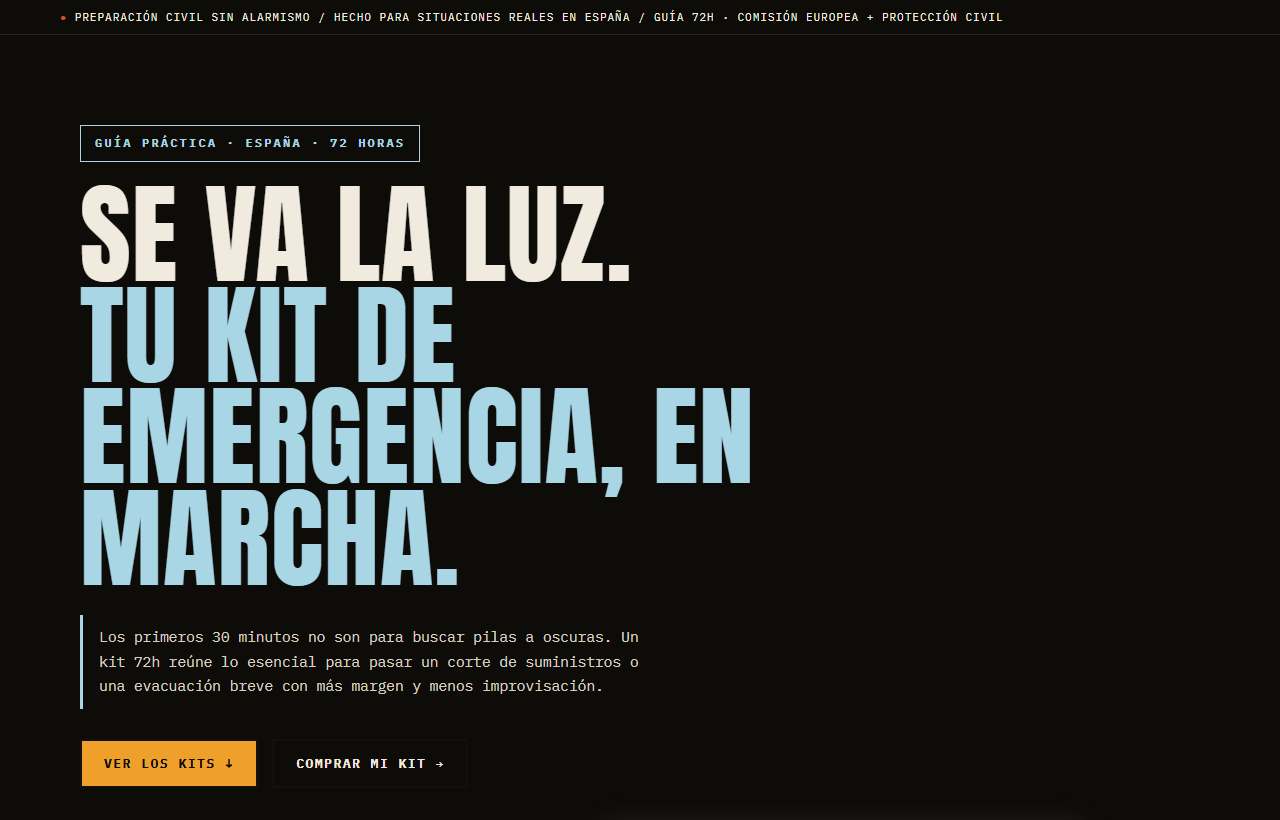 • PREPARACIÓN CIVIL SIN ALARMISMO / HECHO PARA SITUACIONES REALES EN ESPAÑA / GUÍA 72H · COMISIÓN EUROPEA + PROTECCIÓN CIVIL
GUÍA PRÁCTICA · ESPAÑA · 72 HORAS
SE VA LA LUZ.
TU KIT DE
EMERGENCIA, EN
MARCHA.
Los primeros 30 minutos no son para buscar pilas a oscuras. Un
kit 72h reúne lo esencial para pasar un corte de suministros o
una evacuación breve con más margen y menos improvisación.
VER LOS KITS ↓
COMPRAR MI KIT →